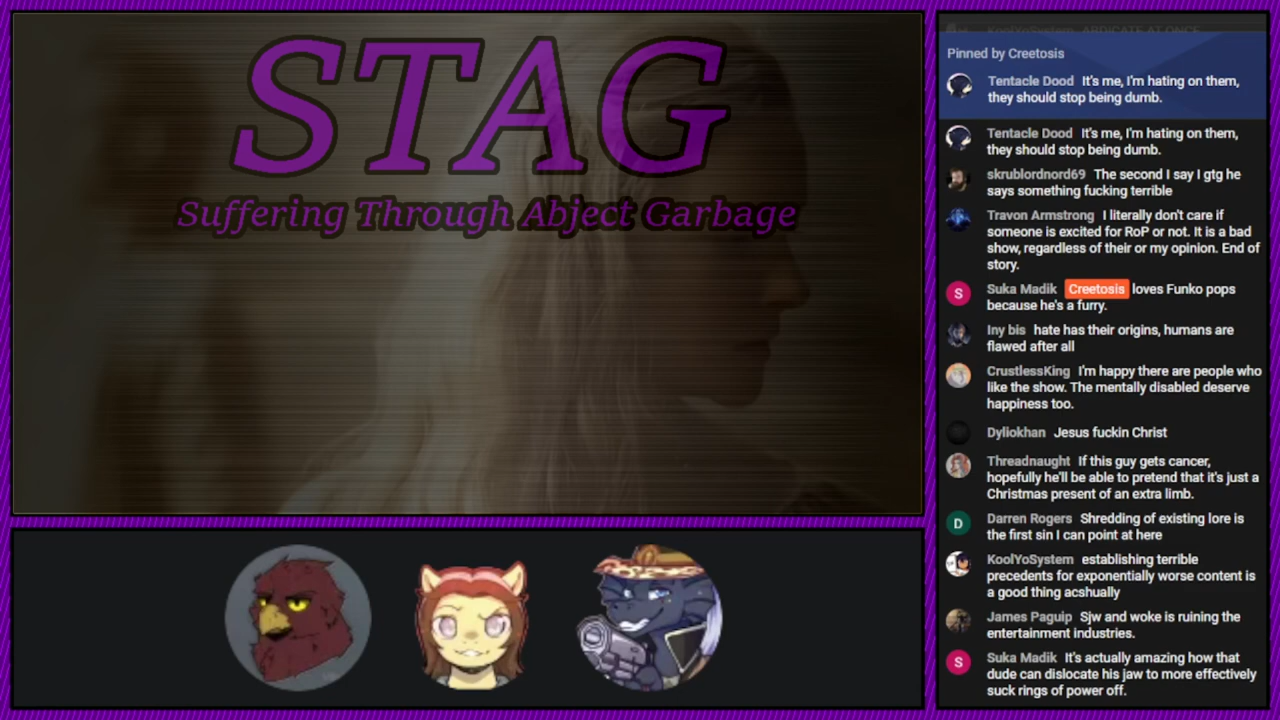 STAG
Suffering Through Abject Garbage
KoolYoSystem ABDICATE AT ONCE
Pinned by Creetosis
Tentacle Dood It's me, I'm hating on them,
they should stop being dumb.
Tentacle Dood It's me, I'm hating on them,
they should stop being dumb.
skrublordnord69 The second I say I gtg he
says something fucking terrible
Travon Armstrong I literally don't care if
someone is excited for RoP or not. It is a bad
show, regardless of their or my opinion. End of
story.
S Suka Madik Creetosis loves Funko pops
because he's a furry.
Iny bis hate has their origins, humans are
flawed after all
CrustlessKing I'm happy there are people who
like the show. The mentally disabled deserve
happiness too.
Dyliokhan Jesus fuckin Christ
Threadnaught If this guy gets cancer,
hopefully he'll be able to pretend that it's just a
Christmas present of an extra limb.
D Darren Rogers Shredding of existing lore is
the first sin I can point at here
KoolYoSystem establishing terrible
precedents for exponentially worse content is
a good thing acshually
James Paguip Sjw and woke is ruining the
entertainment industries.
S Suka Madik It's actually amazing how that
dude can dislocate his jaw to more effectively
suck rings of power off.